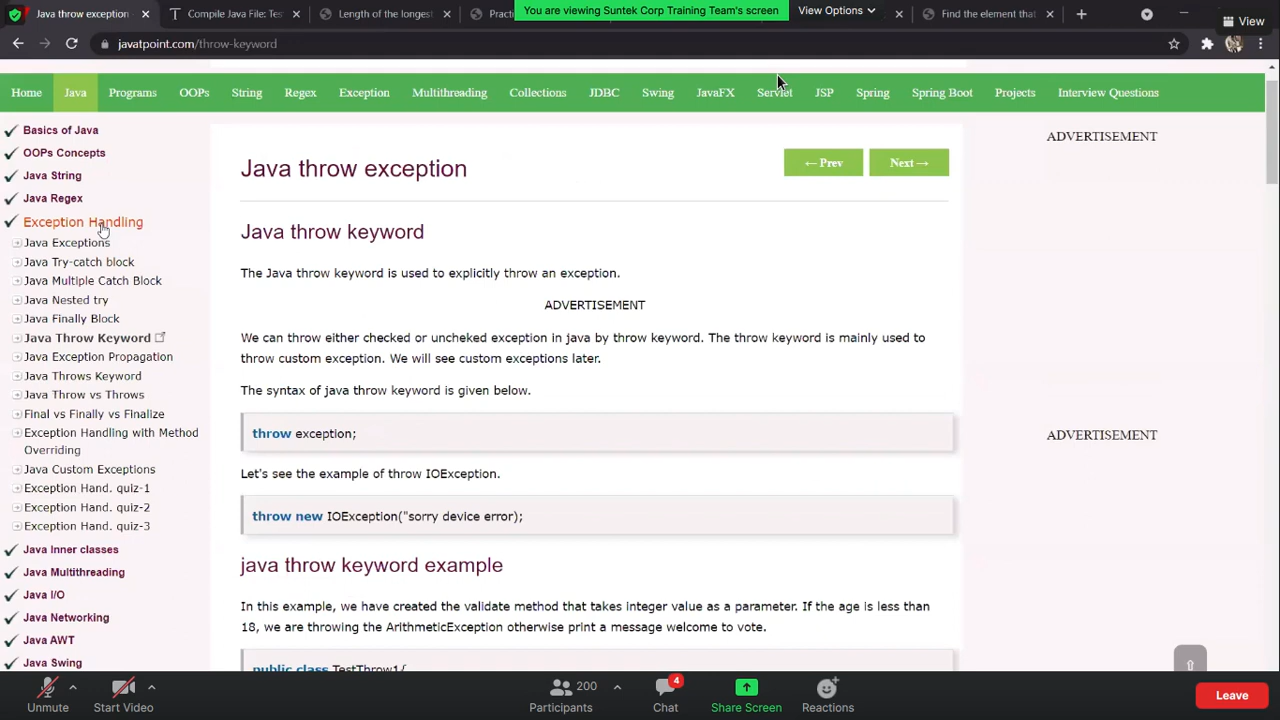 Java throw exception
Compile Java File: Tes
Length of the longest
Practi
You are viewing Suntek Corp Training Team's screen
View Options
Find the element that
View
javatpoint.com/throw-keyword
Home Java Programs OOPs String Regex Exception Multithreading Collections JDBC Swing JavaFX Servlet JSP Spring Spring Boot Projects Interview Questions
Basics of Java
OOPs Concepts
Java String
Java Regex
Exception Handling
Java Exceptions
Java Try-catch block
Java Multiple Catch Block
Java Nested try
Java Finally Block
Java Throw Keyword
Java Exception Propagation
Java Throws Keyword
Java Throw vs Throws
Final vs Finally vs Finalize
Exception Handling with Method
Overriding
Java Custom Exceptions
Exception Hand. quiz-1
Exception Hand. quiz-2
Exception Hand. quiz-3
Java Inner classes
Java Multithreading
Java I/O
Java Networking
Java AWT
Java Swing
Java throw exception
← Prev
Next →
Java throw keyword
The Java throw keyword is used to explicitly throw an exception.
ADVERTISEMENT
We can throw either checked or uncheked exception in java by throw keyword. The throw keyword is mainly used to
throw custom exception. We will see custom exceptions later.
The syntax of java throw keyword is given below.
throw exception;
Let's see the example of throw IOException.
throw new IOException("sorry device error);
java throw keyword example
In this example, we have created the validate method that takes integer value as a parameter. If the age is less than
18, we are throwing the ArithmeticException otherwise print a message welcome to vote.
public class TestThrow1{
ADVERTISEMENT
ADVERTISEMENT
Unmute
Start Video
200
Participants
4
Chat
Share Screen
Reactions
Leave